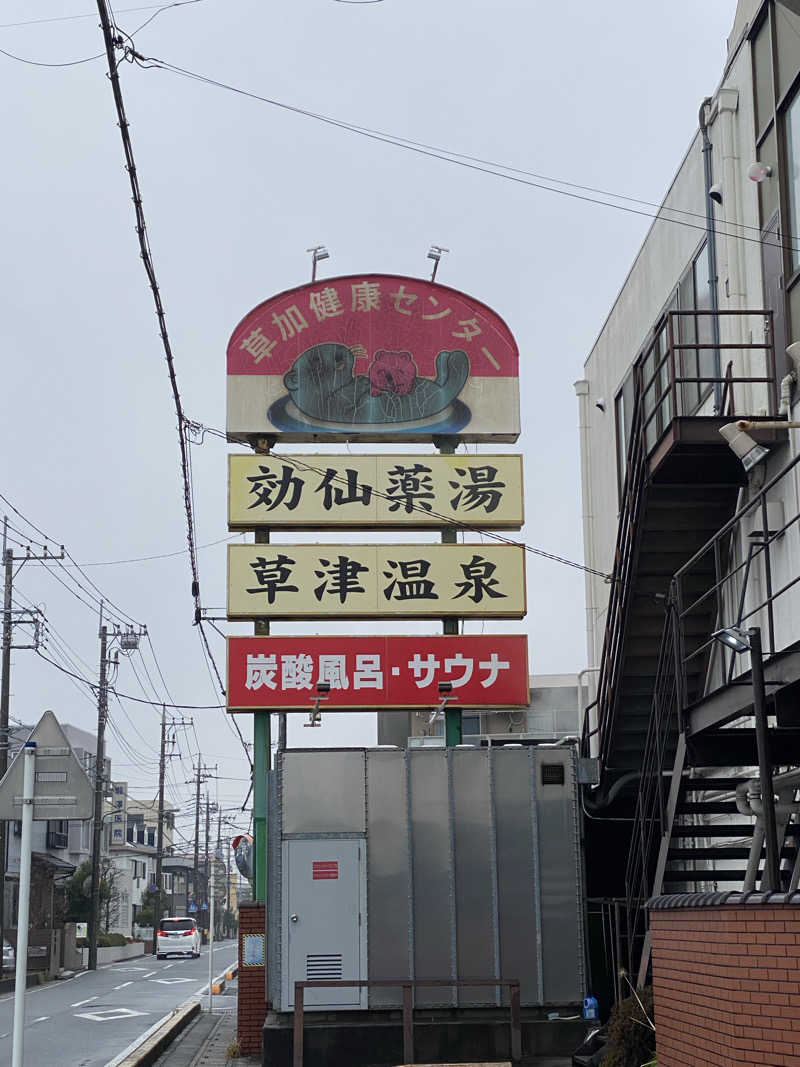 草加健康センター
効仙薬湯
草津温泉
炭酸風呂・サウナ